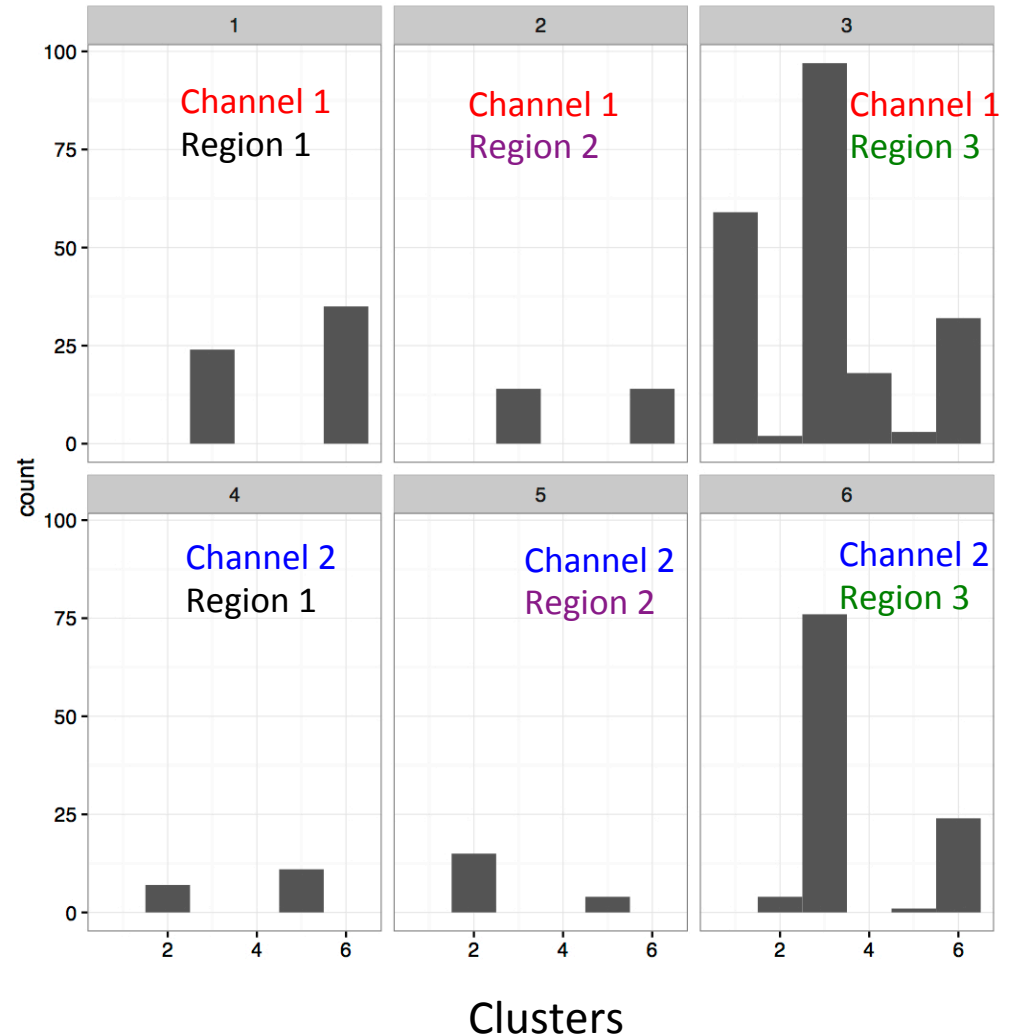 1
2
3
100
75
50
25
0
Channel 1
Region 1
Channel 1
Region 2
Channel 1
Region 3
count
4
5
6
100
75
50
25
0
Channel 2
Region 1
Channel 2
Region 2
Channel 2
Region 3
2 4 6
2 4 6
2 4 6
Clusters